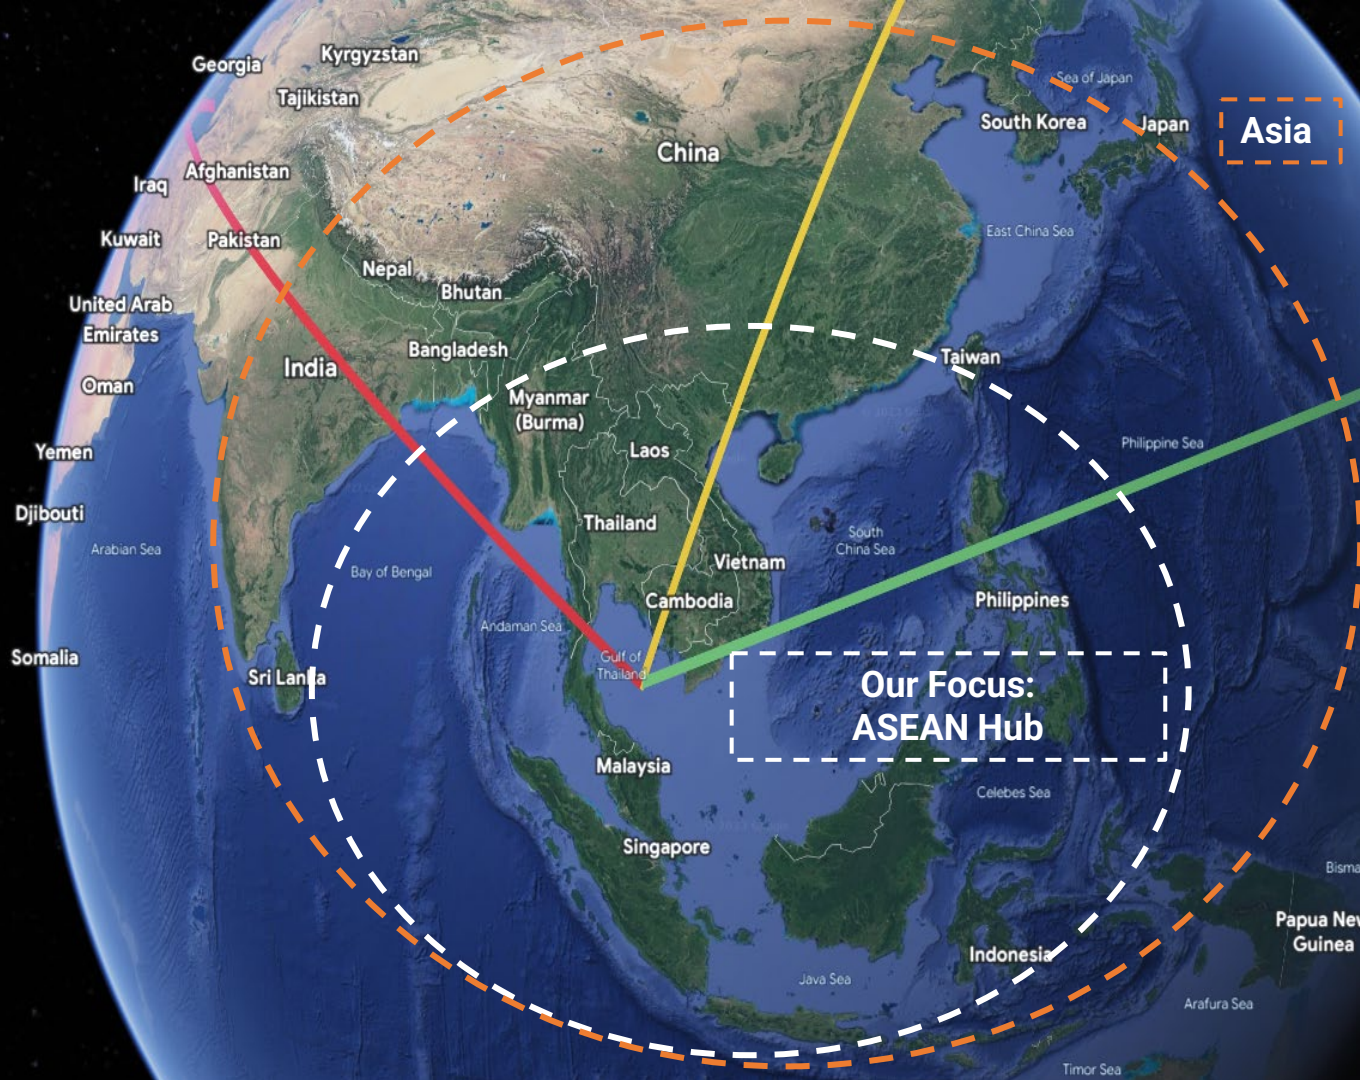 Georgia
Kyrgyzstan
Tajikistan
Sea of Japan
South Korea
Japan
Asia
China
Afghanistan
Iraq
Kuwait
Pakistan
East China Sea
Nepal
Bhutan
United Arab
Emirates
Bangladesh
Taiwan
India
Oman
Myanmar
(Burma)
Laos
Philippine Sea
Yemen
Djibouti
Thailand
Arabian Sea
South
China Sea
Vietnam
Bay of Bengal
Cambodia
Philippines
Andaman Sea
Somalia
Gulf of
Thailand
Sri Lanka
Our Focus:
ASEAN Hub
Malaysia
Celebes Sea
Singapore
Bisma
Papua New
Guinea
Indonesia
Java Sea
Arafura Sea
Timor Sea